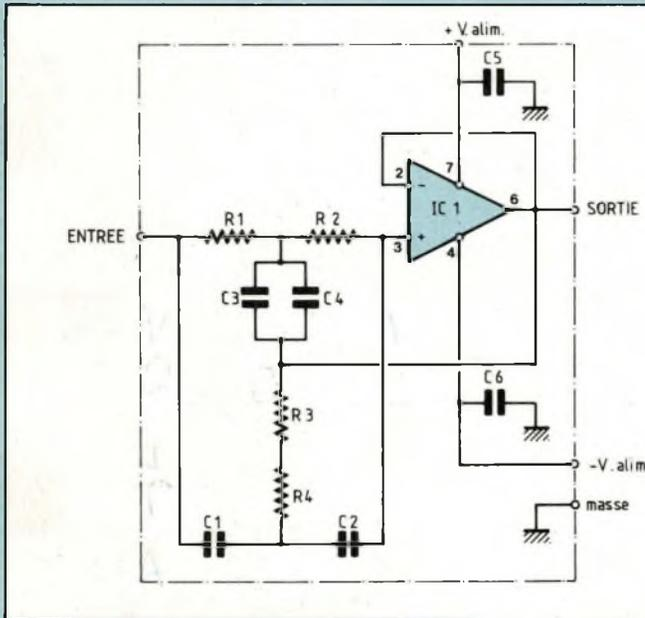 + V. alim.
C5
2
7
-
IC 1
6
SORTIE
ENTREE
R1
R2
3
+
4
C3
C4
C6
R3
-V. alim
masse
R4
C1
C2